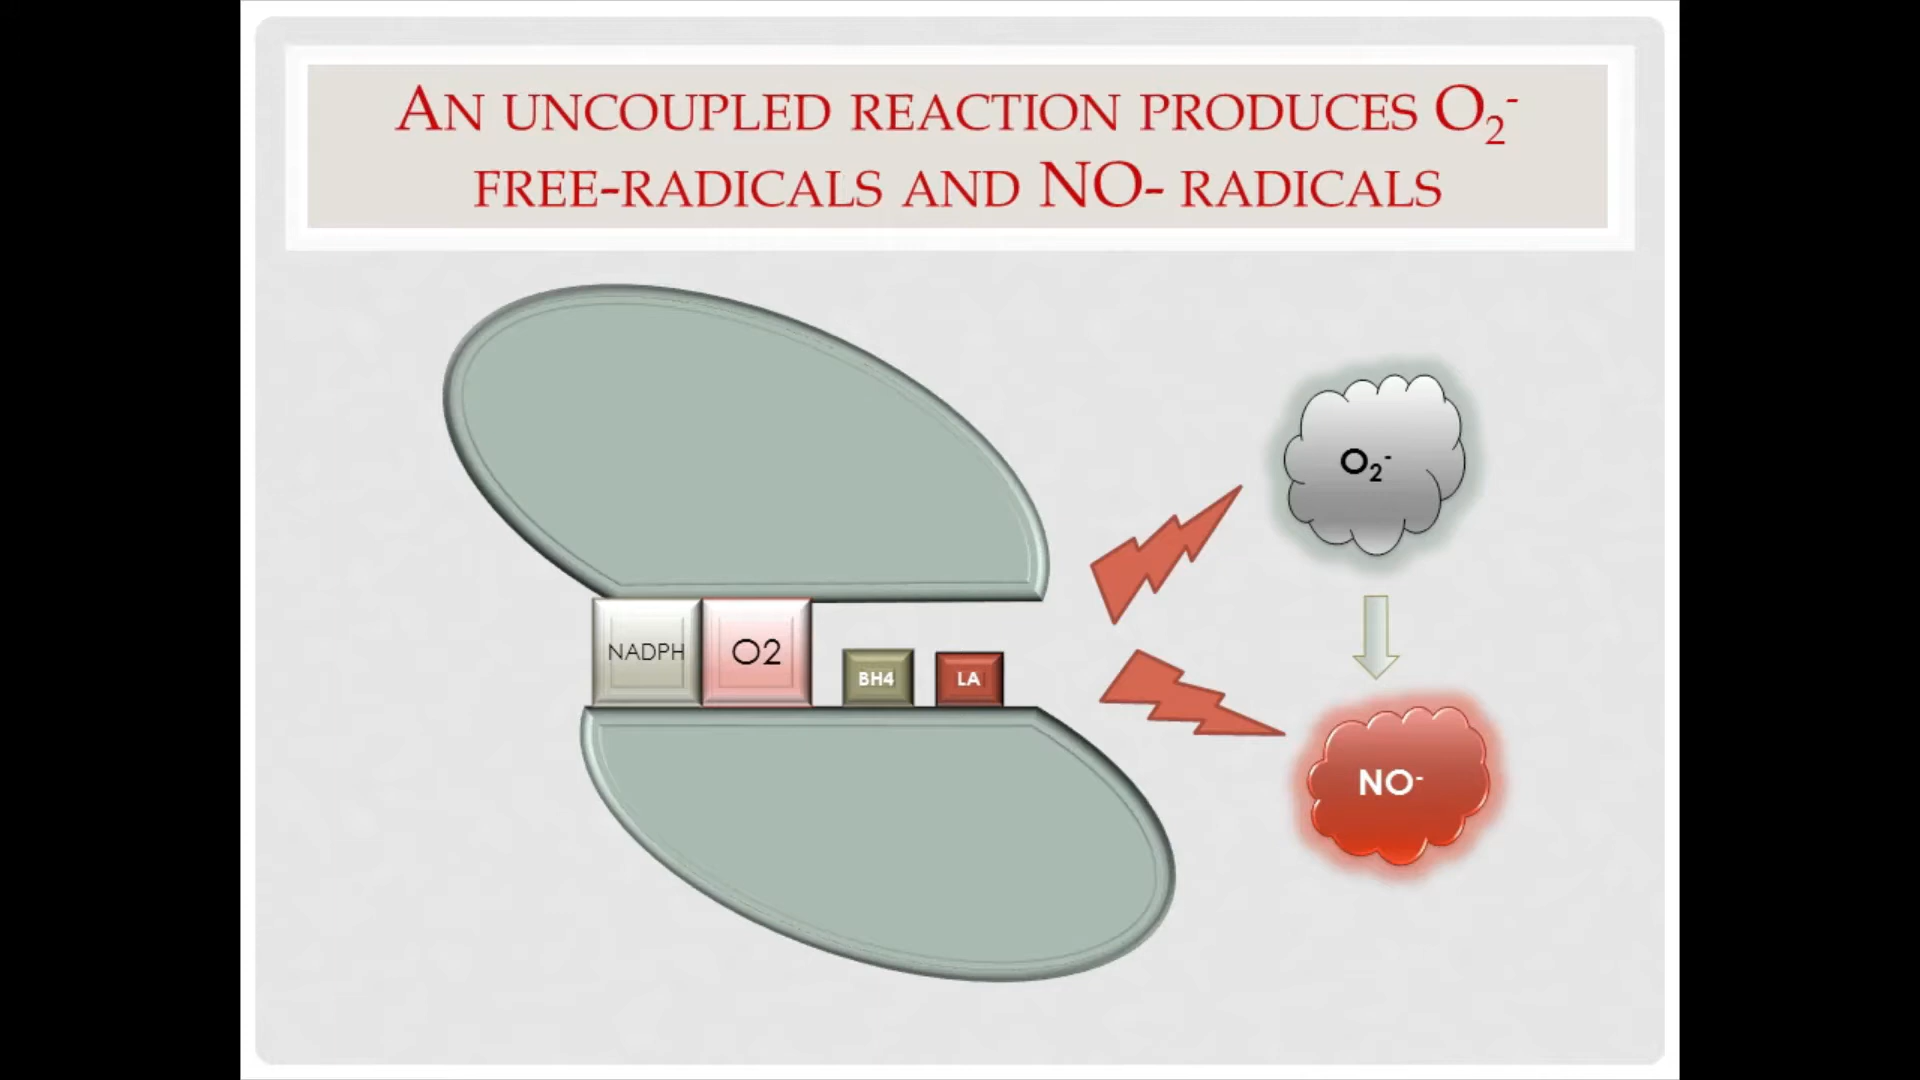 AN UNCOUPLED REACTION PRODUCES O₂⁻
FREE-RADICALS AND NO- RADICALS
O₂⁻
NADPH
O2
BH4
LA
NO⁻